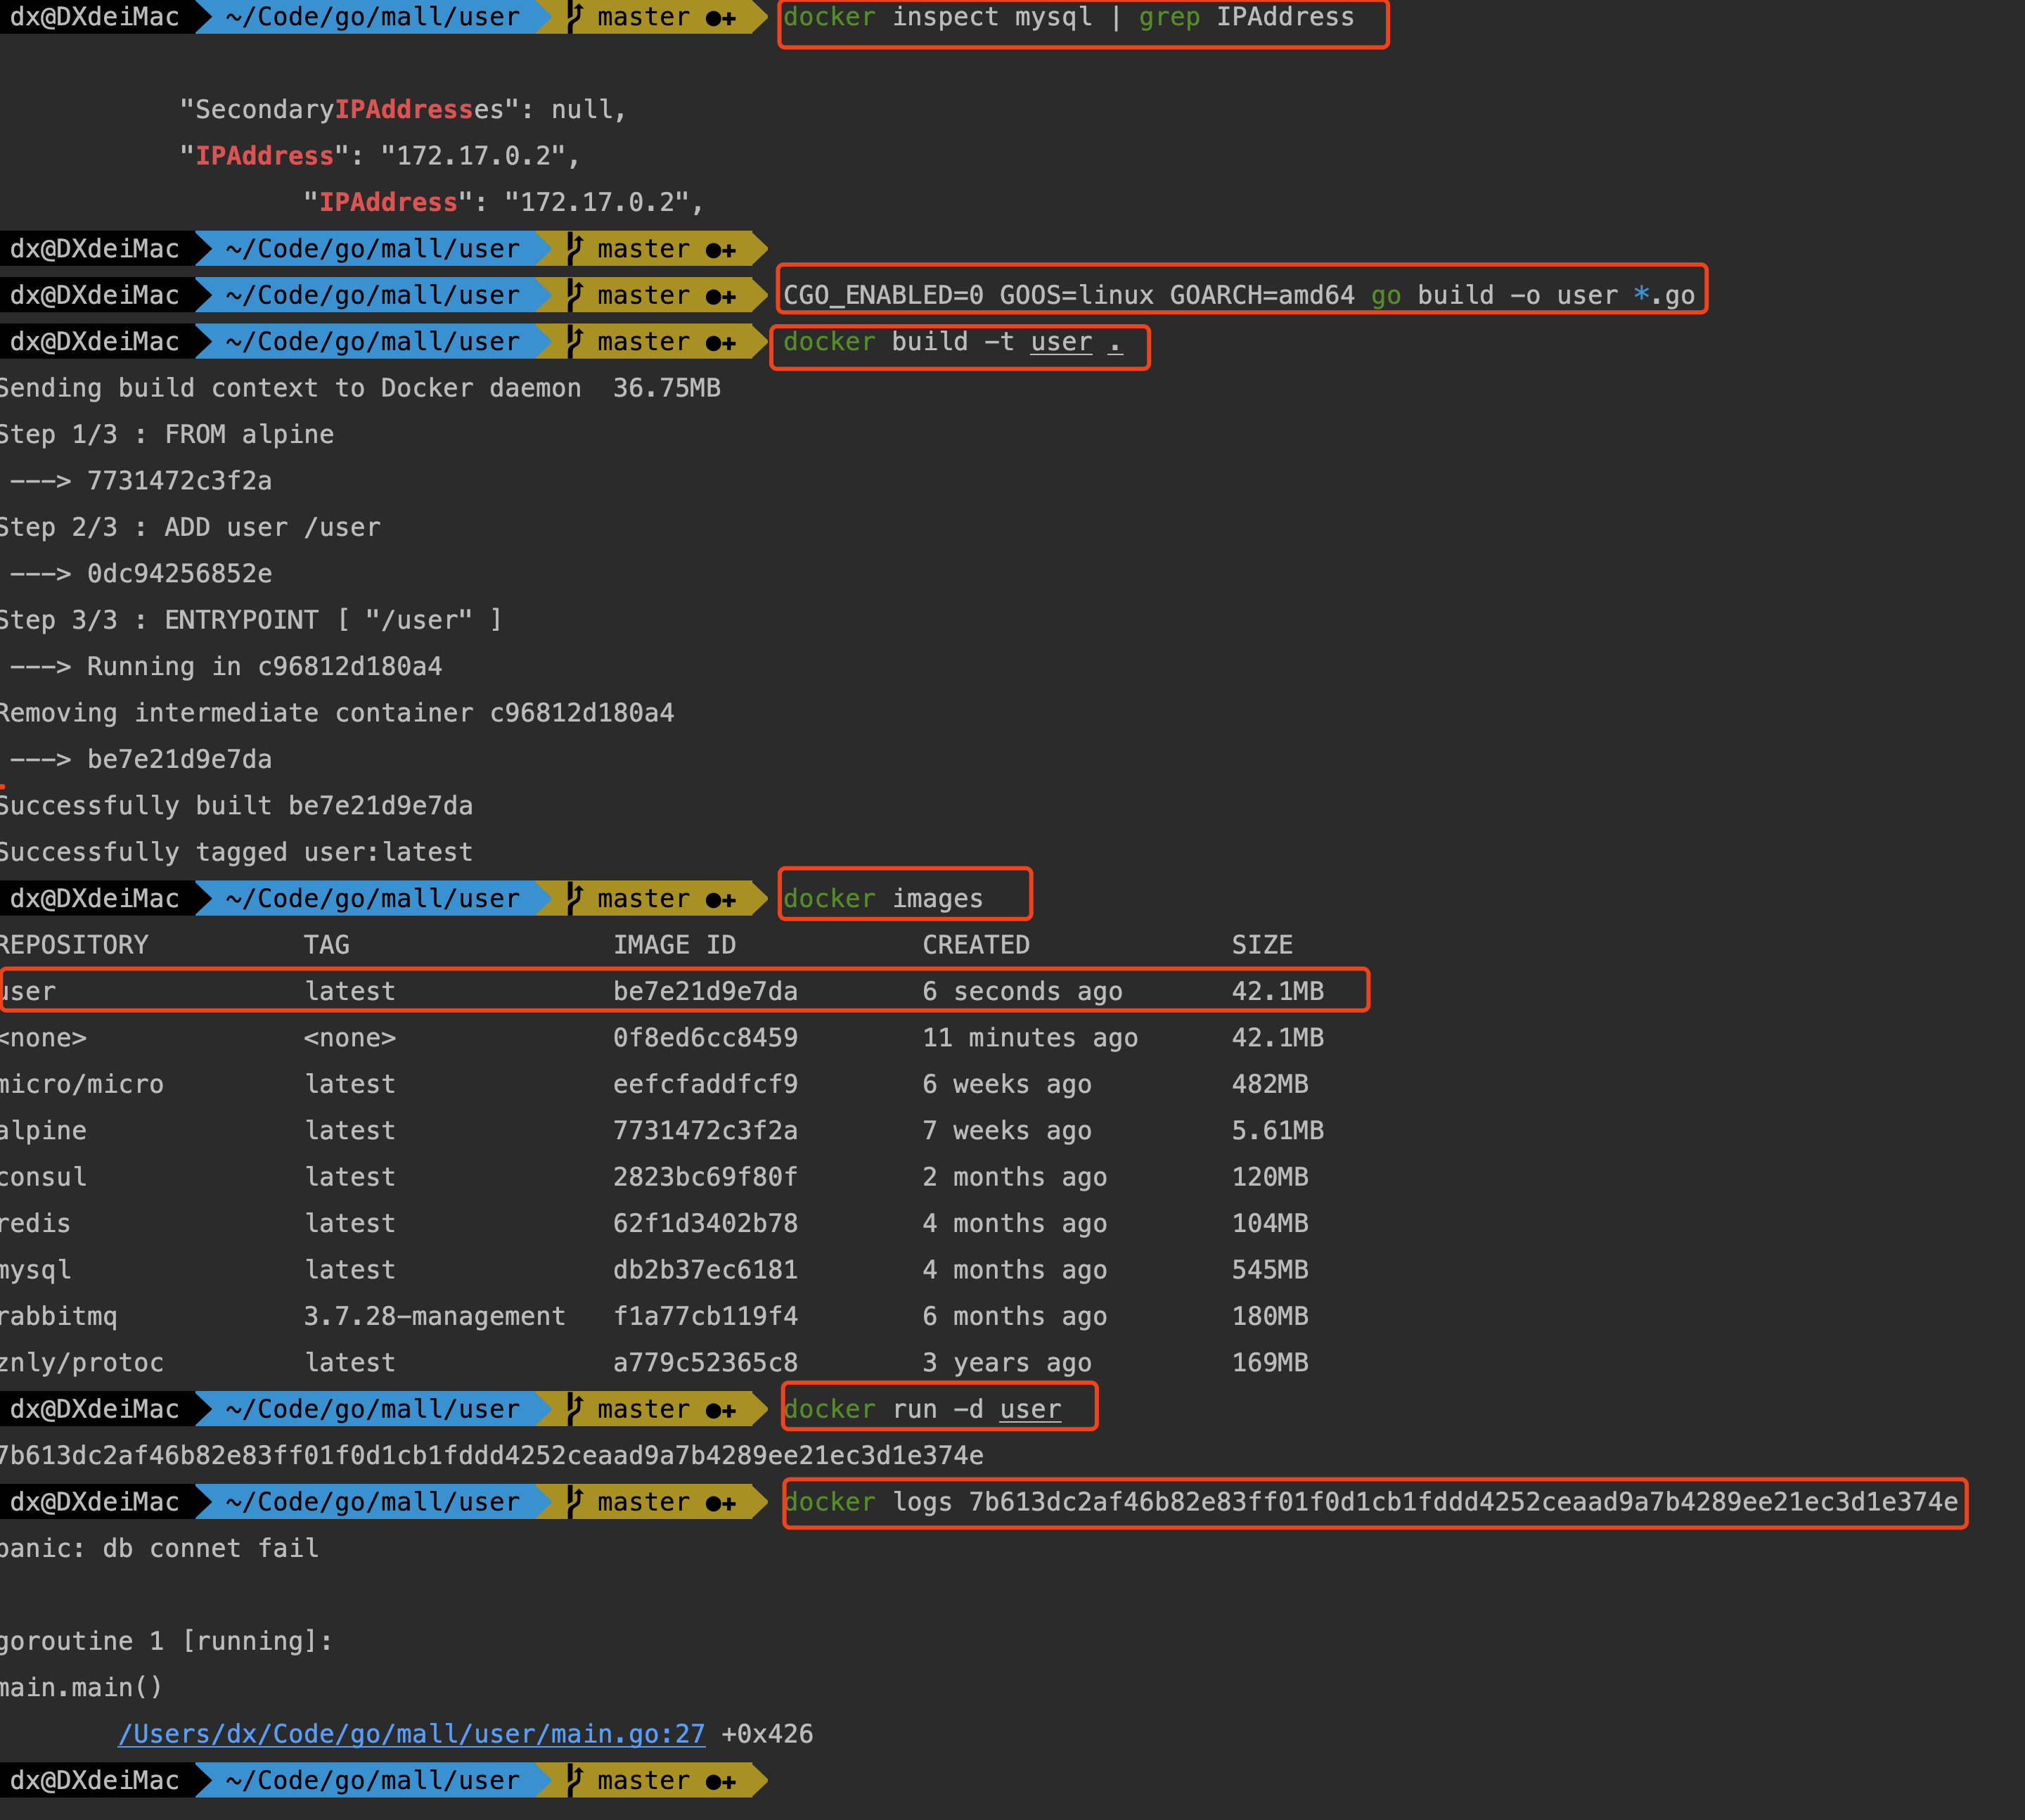 dx@DXdeiMac ~/Code/go/mall/user master ●✚ docker inspect mysql | grep IPAddress
"SecondaryIPAddresses": null,
"IPAddress": "172.17.0.2",
"IPAddress": "172.17.0.2",
dx@DXdeiMac ~/Code/go/mall/user master ●✚
dx@DXdeiMac ~/Code/go/mall/user master ●✚ CGO_ENABLED=0 GOOS=linux GOARCH=amd64 go build -o user *.go
dx@DXdeiMac ~/Code/go/mall/user master ●✚ docker build -t user .
Sending build context to Docker daemon  36.75MB
Step 1/3 : FROM alpine
---> 7731472c3f2a
Step 2/3 : ADD user /user
---> 0dc94256852e
Step 3/3 : ENTRYPOINT [ "/user" ]
---> Running in c96812d180a4
Removing intermediate container c96812d180a4
---> be7e21d9e7da
Successfully built be7e21d9e7da
Successfully tagged user:latest
dx@DXdeiMac ~/Code/go/mall/user master ●✚ docker images
REPOSITORY TAG IMAGE ID CREATED SIZE
user latest be7e21d9e7da 6 seconds ago 42.1MB
<none> <none> 0f8ed6cc8459 11 minutes ago 42.1MB
micro/micro latest eefcfaddfcf9 6 weeks ago 482MB
alpine latest 7731472c3f2a 7 weeks ago 5.61MB
consul latest 2823bc69f80f 2 months ago 120MB
redis latest 62f1d3402b78 4 months ago 104MB
mysql latest db2b37ec6181 4 months ago 545MB
rabbitmq 3.7.28-management f1a77cb119f4 6 months ago 180MB
znly/protoc latest a779c52365c8 3 years ago 169MB
dx@DXdeiMac ~/Code/go/mall/user master ●✚ docker run -d user
7b613dc2af46b82e83ff01f0d1cb1fddd4252ceaad9a7b4289ee21ec3d1e374e
dx@DXdeiMac ~/Code/go/mall/user master ●✚ docker logs 7b613dc2af46b82e83ff01f0d1cb1fddd4252ceaad9a7b4289ee21ec3d1e374e
panic: db connet fail
goroutine 1 [running]:
main.main()
/Users/dx/Code/go/mall/user/main.go:27 +0x426
dx@DXdeiMac ~/Code/go/mall/user master ●✚